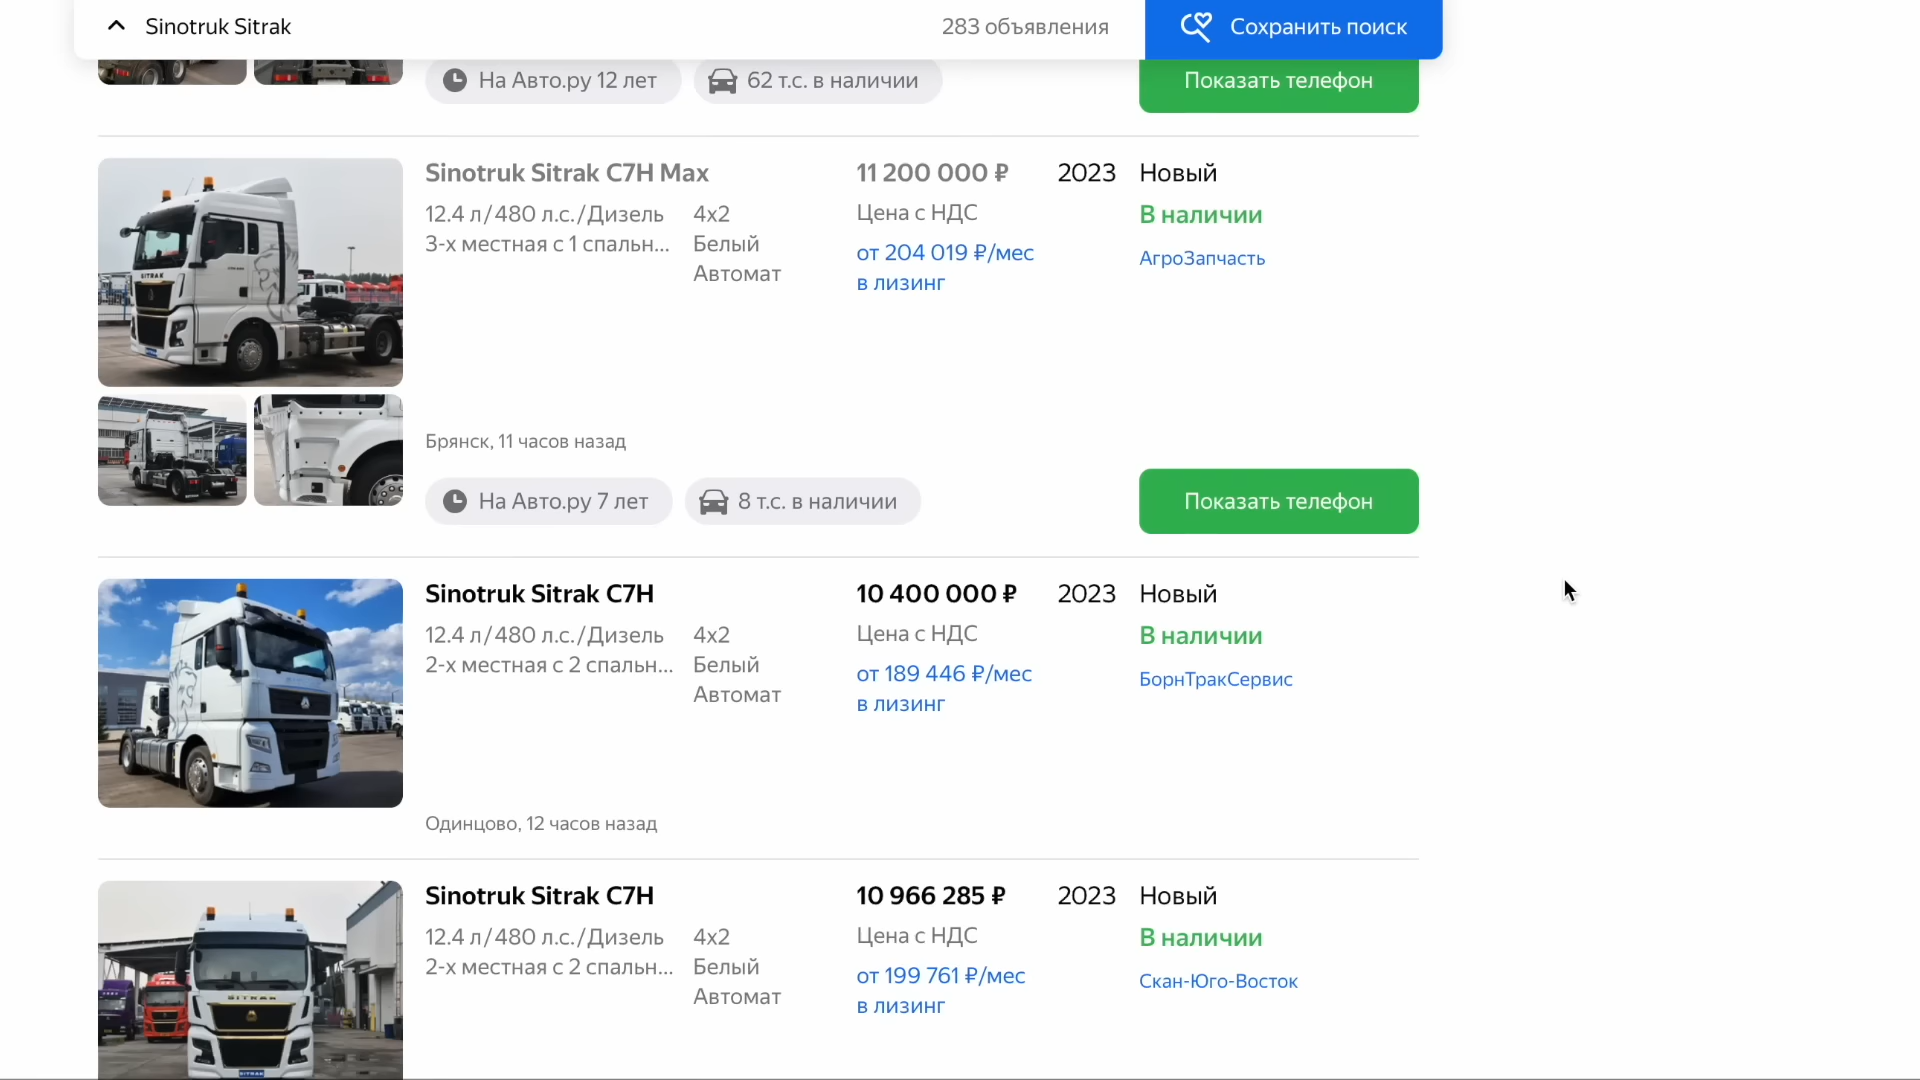 Sinotruk Sitrak
283 объявления
Сохранить поиск
На Авто.ру 12 лет
62 т.с. в наличии
Показать телефон
Sinotruk Sitrak C7H Max
11 200 000 ₽
2023
Новый
12.4 л/480 л.с./Дизель
4x2
Цена с НДС
В наличии
3-х местная с 1 спальн...
Белый
от 204 019 ₽/мес
АгроЗапчасть
Автомат
в лизинг
SITRAK
Брянск, 11 часов назад
На Авто.ру 7 лет
8 т.с. в наличии
Показать телефон
Sinotruk Sitrak C7H
10 400 000 ₽
2023
Новый
12.4 л/480 л.с./Дизель
4x2
Цена с НДС
В наличии
2-х местная с 2 спальн...
Белый
от 189 446 ₽/мес
БорнТракСервис
Автомат
в лизинг
Одинцово, 12 часов назад
Sinotruk Sitrak C7H
10 966 285 ₽
2023
Новый
12.4 л/480 л.с./Дизель
4x2
Цена с НДС
В наличии
2-х местная с 2 спальн...
Белый
от 199 761 ₽/мес
Скан-Юго-Восток
Автомат
в лизинг
SITRAK
SITRAK